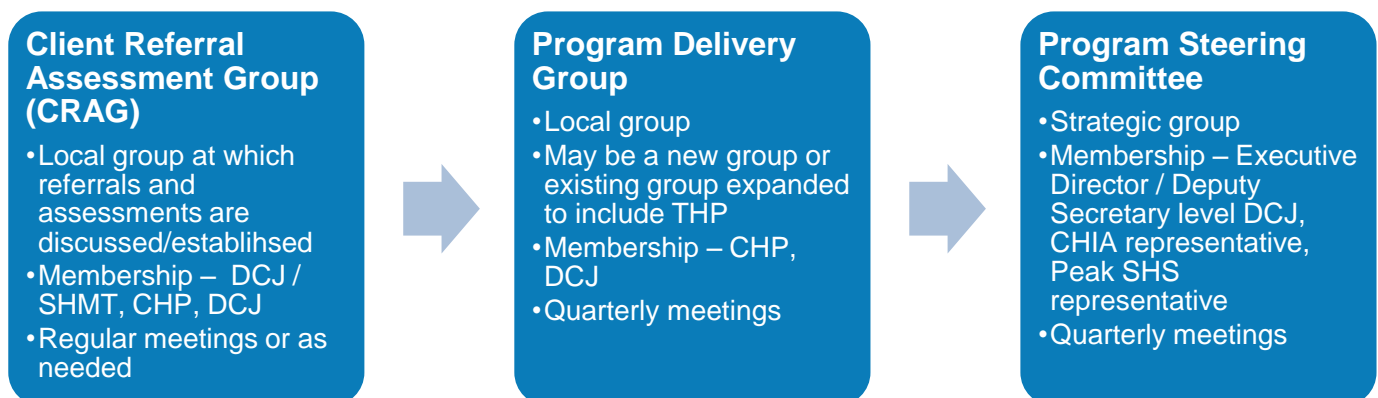 Client Referral
Assessment Group
(CRAG)
•Local group at which
referrals and
assessments are
discussed/establihsed
•Membership – DCJ /
SHMT, CHP, DCJ
•Regular meetings or as
needed
Program Delivery
Group
•Local group
•May be a new group or
existing group expanded
to include THP
•Membership – CHP,
DCJ
•Quarterly meetings
Program Steering
Committee
•Strategic group
•Membership – Executive
Director / Deputy
Secretary level DCJ,
CHIA representative,
Peak SHS
representative
•Quarterly meetings